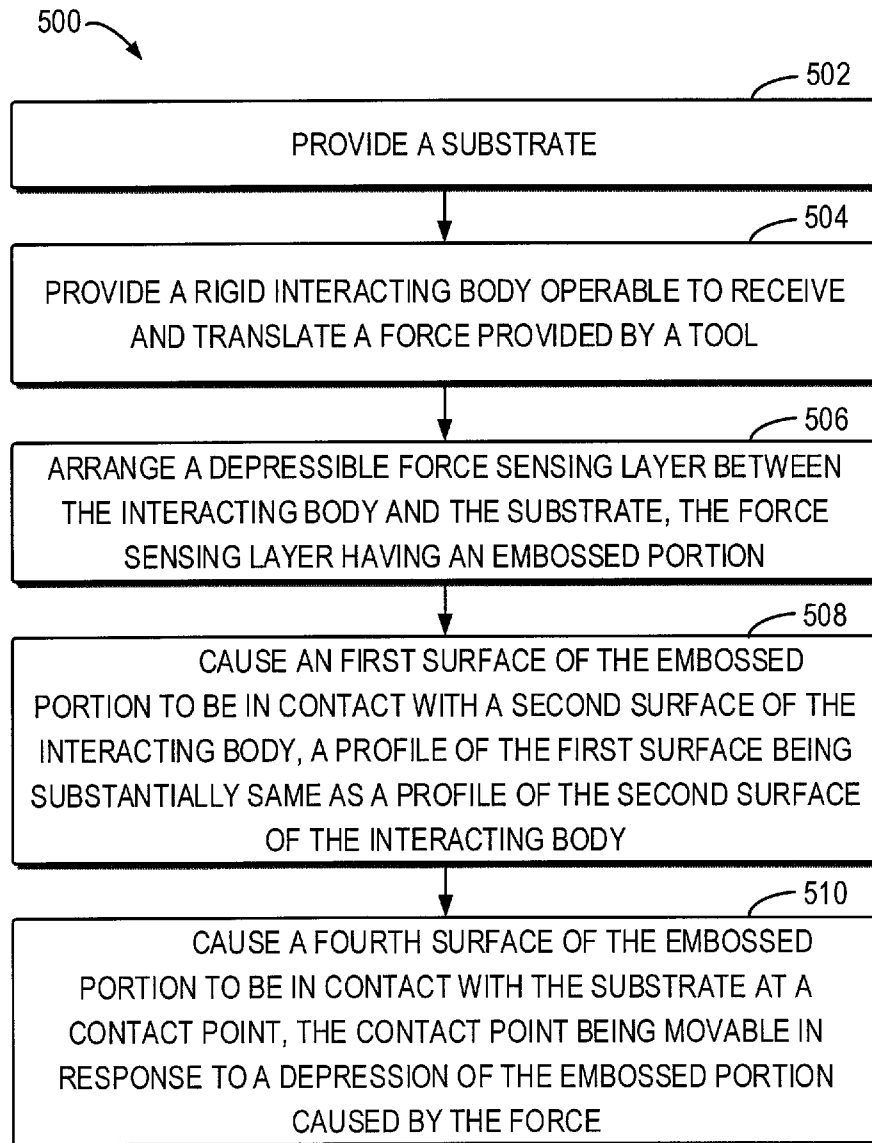 500
502
PROVIDE A SUBSTRATE
504
PROVIDE A RIGID INTERACTING BODY OPERABLE TO RECEIVE
AND TRANSLATE A FORCE PROVIDED BY A TOOL
506
ARRANGE A DEPRESSIBLE FORCE SENSING LAYER BETWEEN
THE INTERACTING BODY AND THE SUBSTRATE, THE FORCE
SENSING LAYER HAVING AN EMBOSSED PORTION
508
CAUSE AN FIRST SURFACE OF THE EMBOSSED
PORTION TO BE IN CONTACT WITH A SECOND SURFACE OF THE
INTERACTING BODY, A PROFILE OF THE FIRST SURFACE BEING
SUBSTANTIALLY SAME AS A PROFILE OF THE SECOND SURFACE
OF THE INTERACTING BODY
510
CAUSE A FOURTH SURFACE OF THE EMBOSSED
PORTION TO BE IN CONTACT WITH THE SUBSTRATE AT A
CONTACT POINT, THE CONTACT POINT BEING MOVABLE IN
RESPONSE TO A DEPRESSION OF THE EMBOSSED PORTION
CAUSED BY THE FORCE